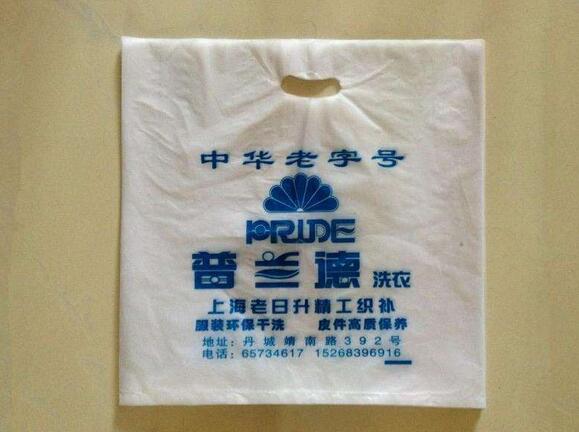 中华老字号
PRIDE
普兰德 洗衣
上海老日升精工织补
服装环保干洗 皮件高质保养
地址：丹城靖南路392号
电话：65734617 15268396916